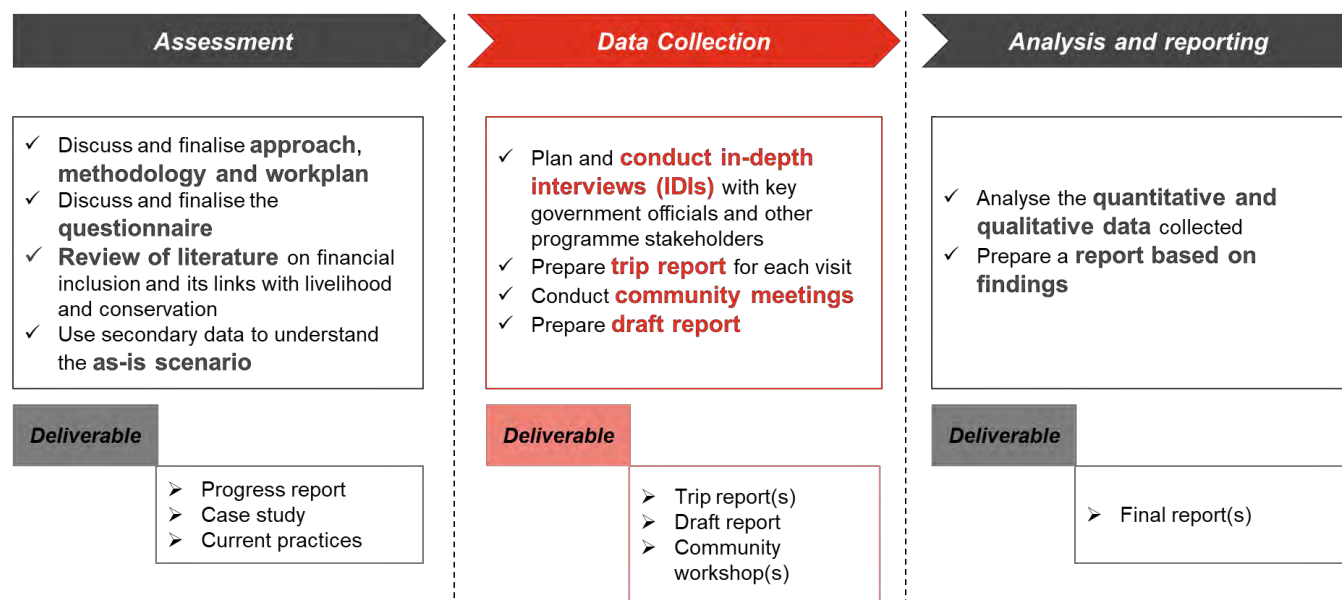 Assessment
Data Collection
Analysis and reporting
✓ Discuss and finalise approach,
methodology and workplan
✓ Discuss and finalise the
questionnaire
✓ Review of literature on financial
inclusion and its links with livelihood
and conservation
✓ Use secondary data to understand
the as-is scenario
✓ Plan and conduct in-depth
interviews (IDIs) with key
government officials and other
programme stakeholders
✓ Prepare trip report for each visit
✓ Conduct community meetings
✓ Prepare draft report
✓ Analyse the quantitative and
qualitative data collected
✓ Prepare a report based on
findings
Deliverable
➢ Progress report
➢ Case study
➢ Current practices
Deliverable
➢ Trip report(s)
➢ Draft report
➢ Community
workshop(s)
Deliverable
➢ Final report(s)